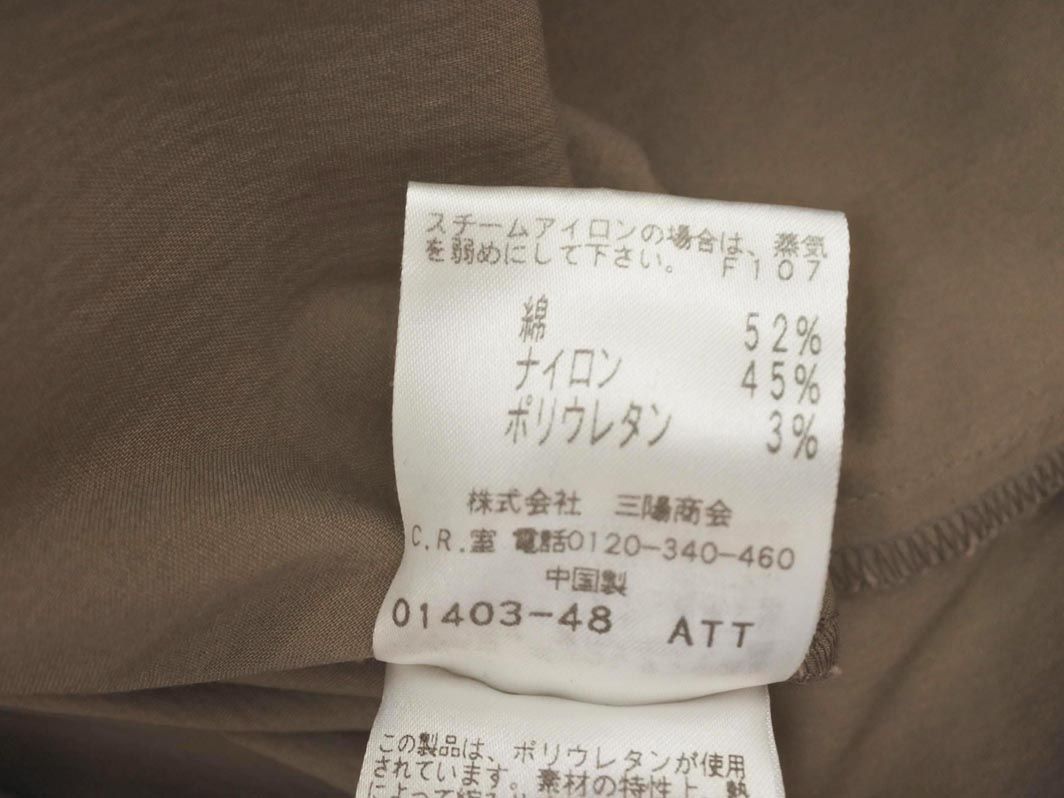 スチームアイロンの場合は、蒸気
を弱めにして下さい。 F107
綿 52%
ナイロン 45%
ポリウレタン 3%
株式会社 三陽商会
C.R.室 電話0120-340-460
中国製
01403-48 ATT
この製品は、ポリウレタンが使用
されています。素材の特性上、熱
によって